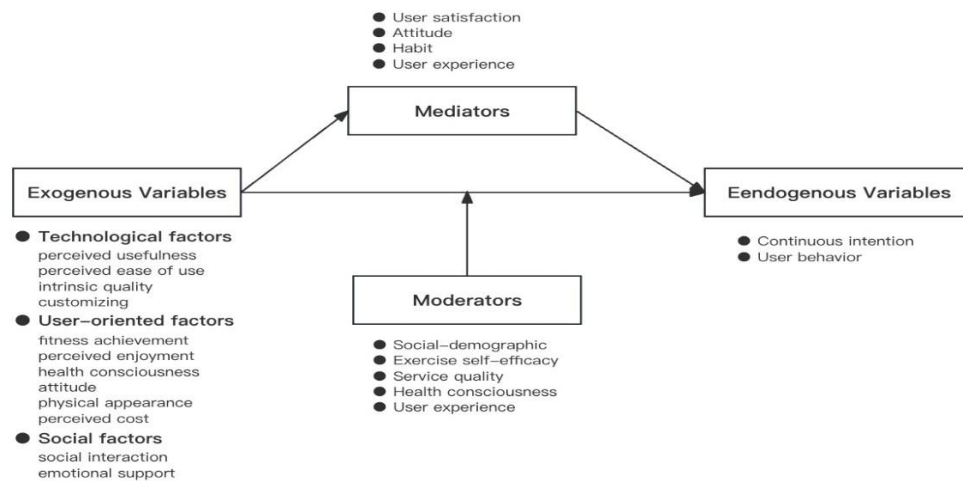 ● User satisfaction
● Attitude
● Habit
● User experience
Mediators
Exogenous Variables
Eendogenous Variables
● Technological factors
perceived usefulness
perceived ease of use
intrinsic quality
customizing
● User-oriented factors
fitness achievement
perceived enjoyment
health consciousness
attitude
physical appearance
perceived cost
● Social factors
social interaction
emotional support
Moderators
● Social-demographic
● Exercise self-efficacy
● Service quality
● Health consciousness
● User experience
● Continuous intention
● User behavior